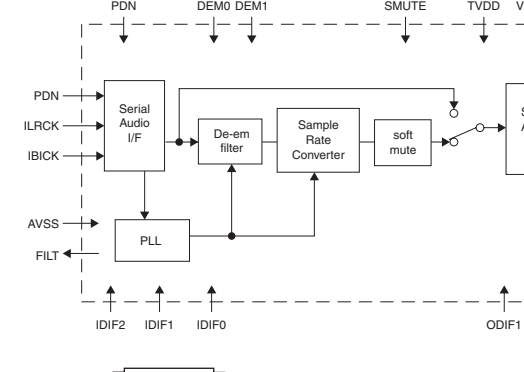 PDN DEM0 DEM1 SMUTE TVDD V
PDN
ILRCK
IBICK
Serial
Audio
I/F
De-em
filter
Sample
Rate
Converter
soft
mute
S
A
AVSS
FILT
PLL
IDIF2 IDIF1 IDIF0 ODIF1